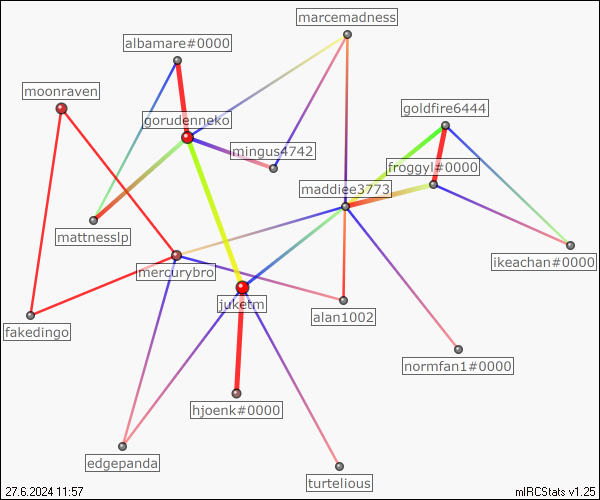 marcemadness
albamare#0000
moonraven
goldfire6444
gorudenneko
mingus4742
froggyl#0000
maddiee3773
mattnesslp
ikeachan#0000
mercurybro
juketm
alan1002
fakedingo
normfan1#0000
hjoenk#0000
edgepanda
turtelious
27.6.2024 11:57
mIRCStats v1.25